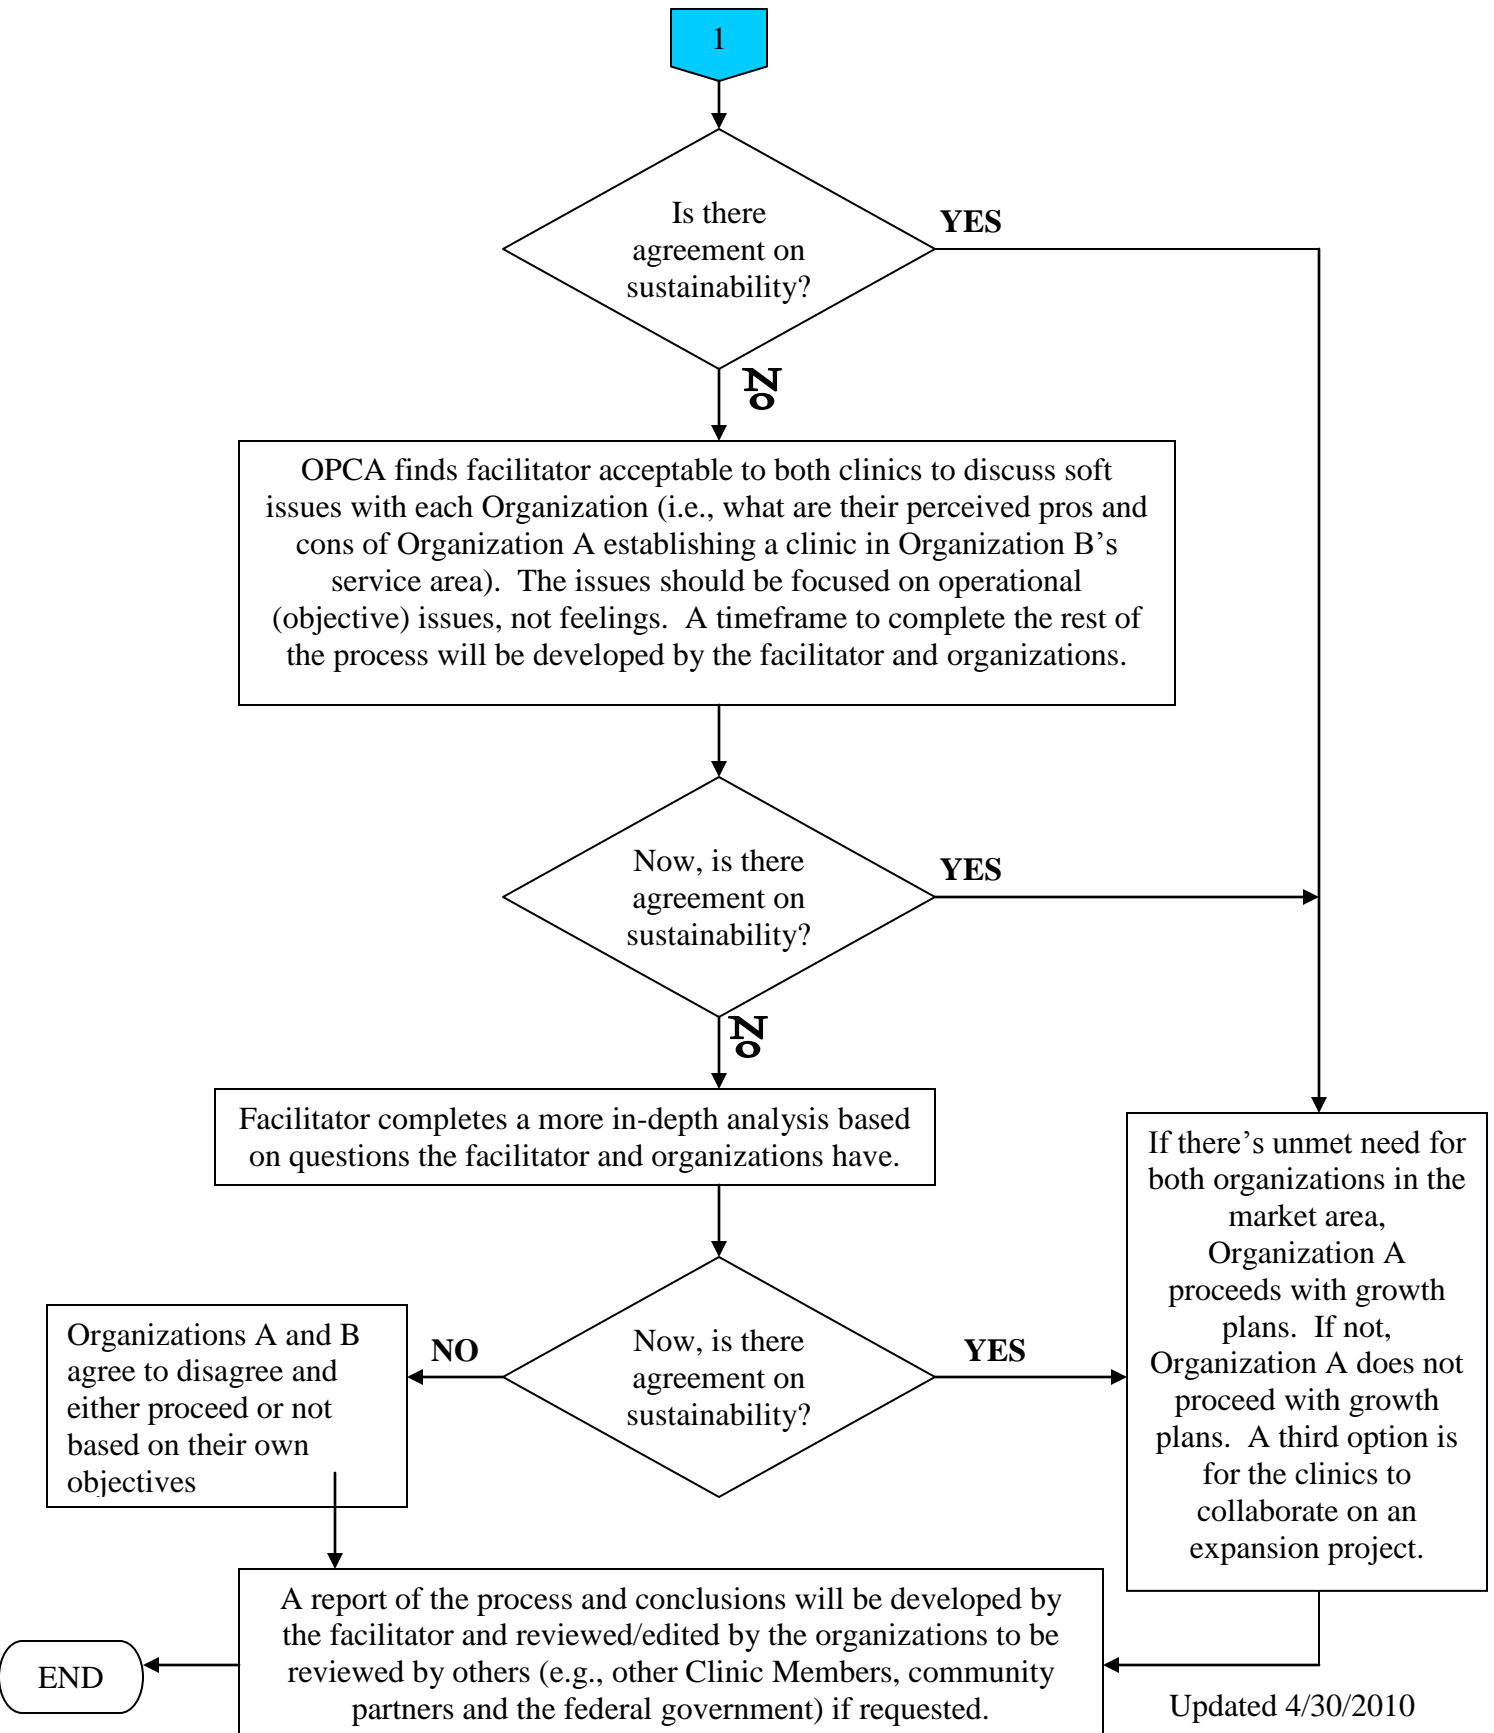 1
Is there
agreement on
sustainability?
YES
No
OPCA finds facilitator acceptable to both clinics to discuss soft
issues with each Organization (i.e., what are their perceived pros and
cons of Organization A establishing a clinic in Organization B’s
service area).  The issues should be focused on operational
(objective) issues, not feelings.  A timeframe to complete the rest of
the process will be developed by the facilitator and organizations.
Now, is there
agreement on
sustainability?
YES
No
Facilitator completes a more in-depth analysis based
on questions the facilitator and organizations have.
Now, is there
agreement on
sustainability?
NO
YES
Organizations A and B
agree to disagree and
either proceed or not
based on their own
objectives
If there’s unmet need for
both organizations in the
market area,
Organization A
proceeds with growth
plans.  If not,
Organization A does not
proceed with growth
plans.  A third option is
for the clinics to
collaborate on an
expansion project.
A report of the process and conclusions will be developed by
the facilitator and reviewed/edited by the organizations to be
reviewed by others (e.g., other Clinic Members, community
partners and the federal government) if requested.
END
Updated 4/30/2010